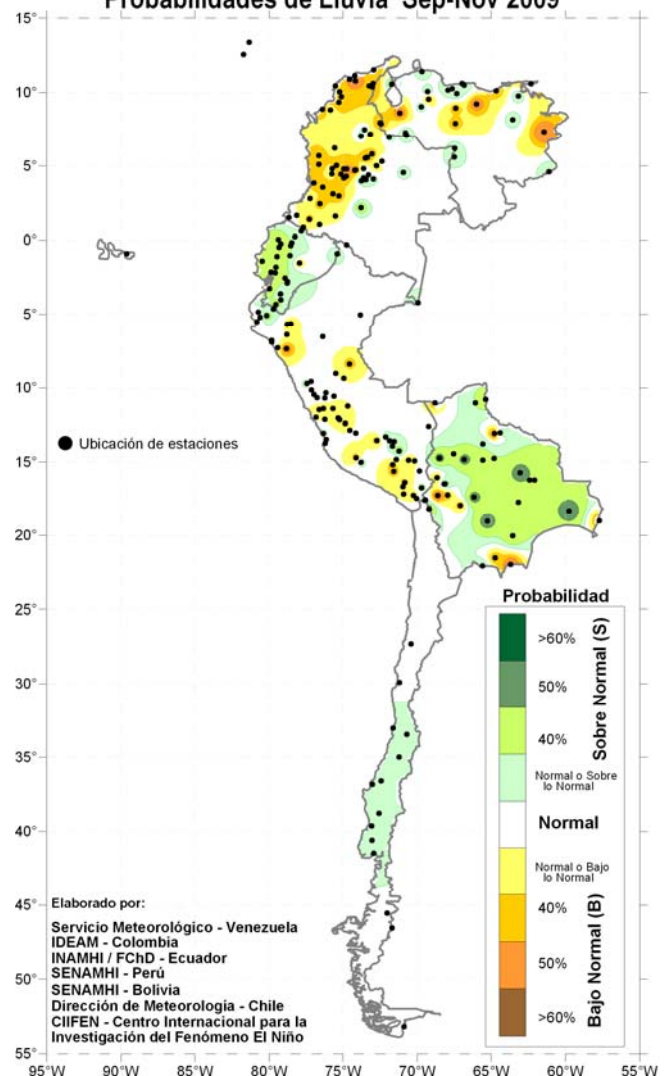 Probabilidades de Lluvia Sep-Nov 2009
15°
10°
5°
0°
5°
10°
15°
20°
25°
30°
35°
40°
45°
50°
55°
95°W 90°W 85°W 80°W 75°W 70°W 65°W 60°W 55°W
Ubicación de estaciones
Probabilidad
>60%
50%
40%
Sobre Normal (S)
Normal o Sobre
lo Normal
Normal
Normal o Bajo
lo Normal
40%
50%
>60%
Bajo Normal (B)
Elaborado por:
Servicio Meteorológico - Venezuela
IDEAM - Colombia
INAMHI / FChD - Ecuador
SENAMHI - Perú
SENAMHI - Bolivia
Dirección de Meteorología - Chile
CIIFEN - Centro Internacional para la
Investigación del Fenómeno El Niño